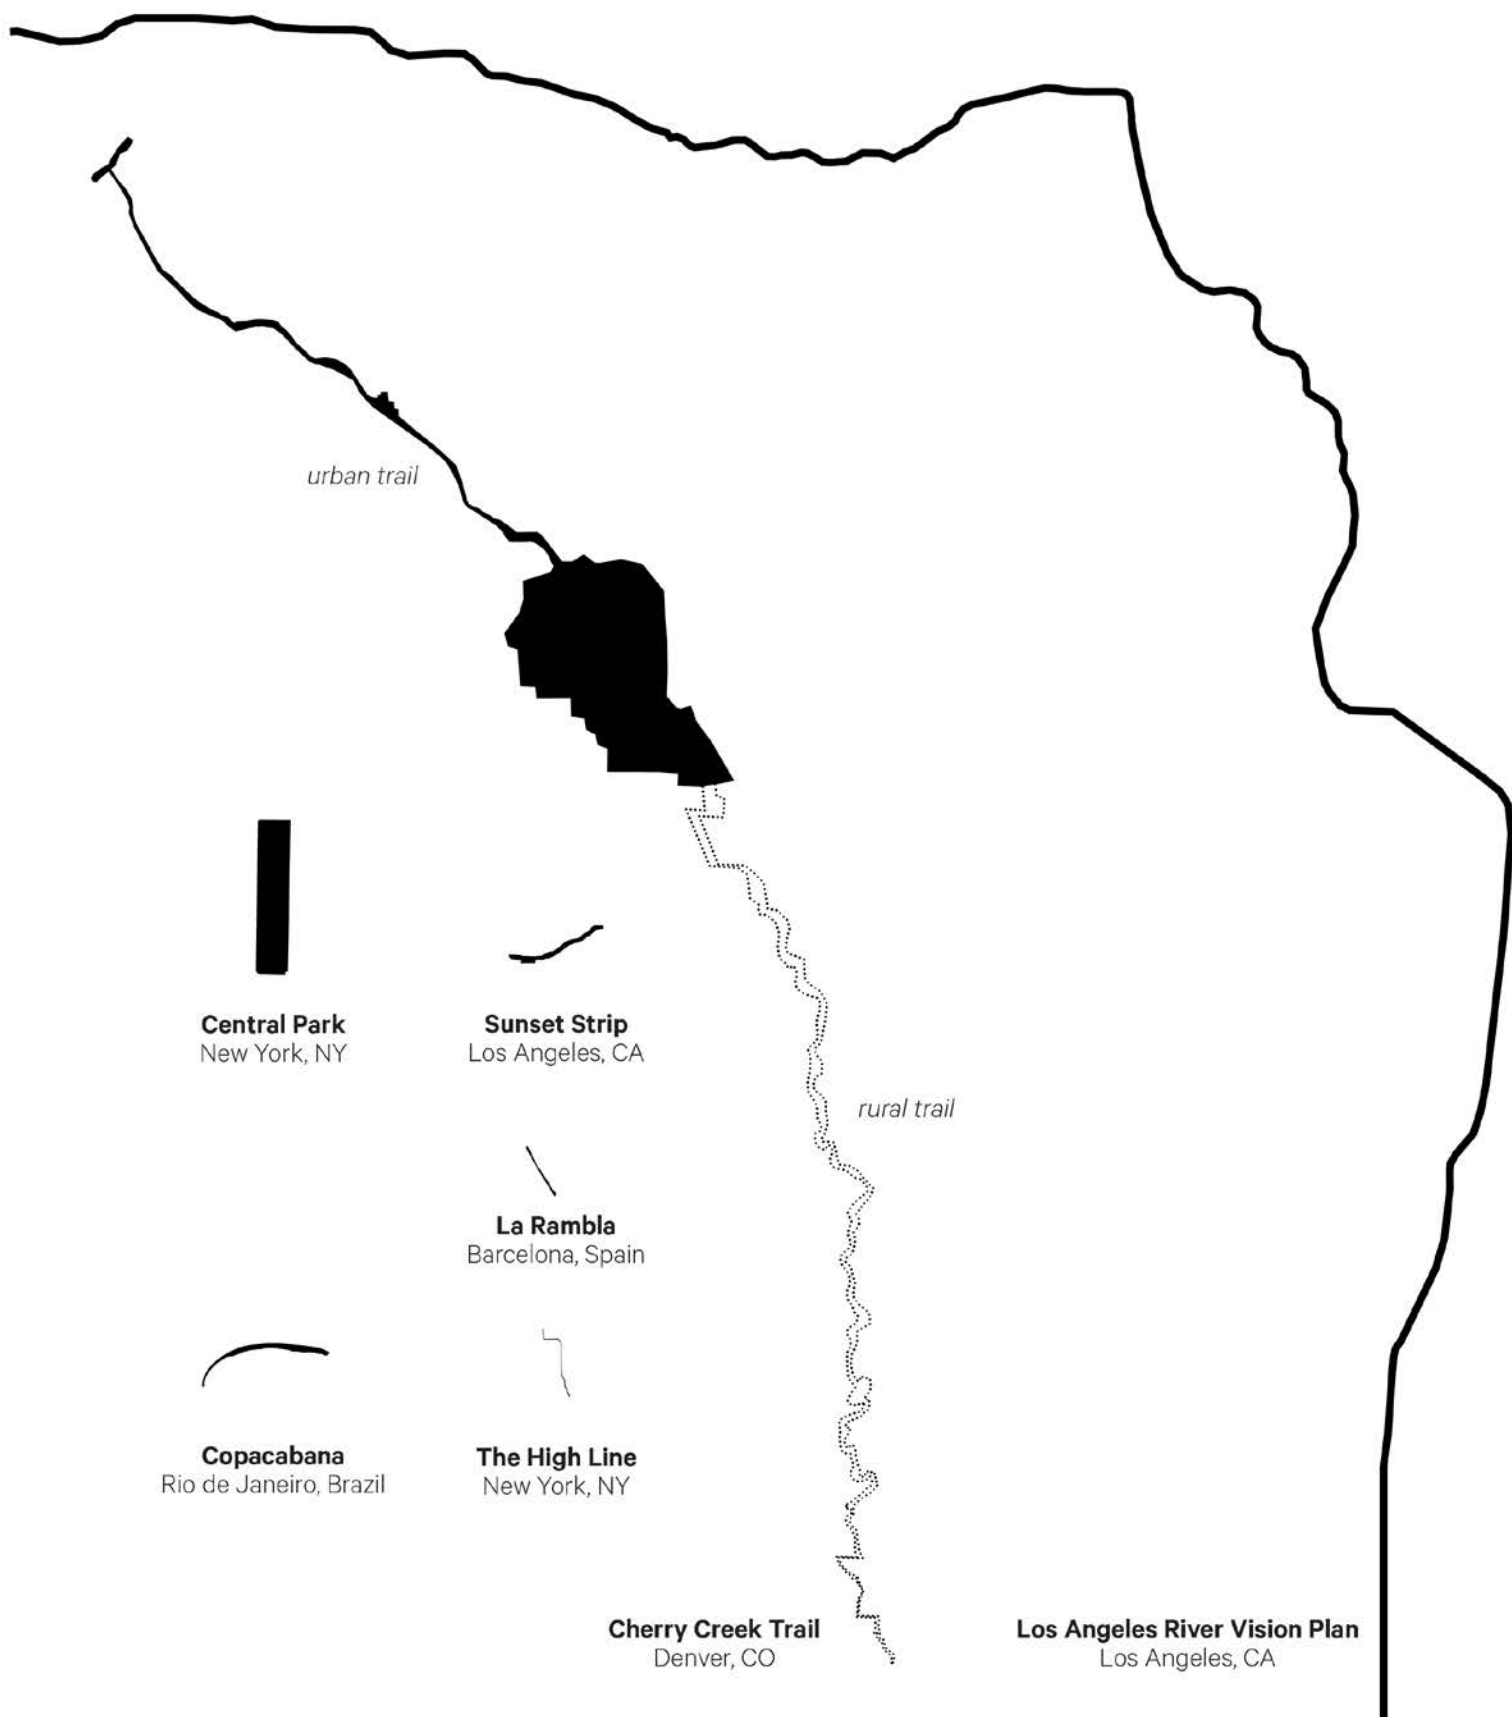 urban trail
Central Park
New York, NY
Sunset Strip
Los Angeles, CA
rural trail
La Rambla
Barcelona, Spain
Copacabana
Rio de Janeiro, Brazil
The High Line
New York, NY
Cherry Creek Trail
Denver, CO
Los Angeles River Vision Plan
Los Angeles, CA